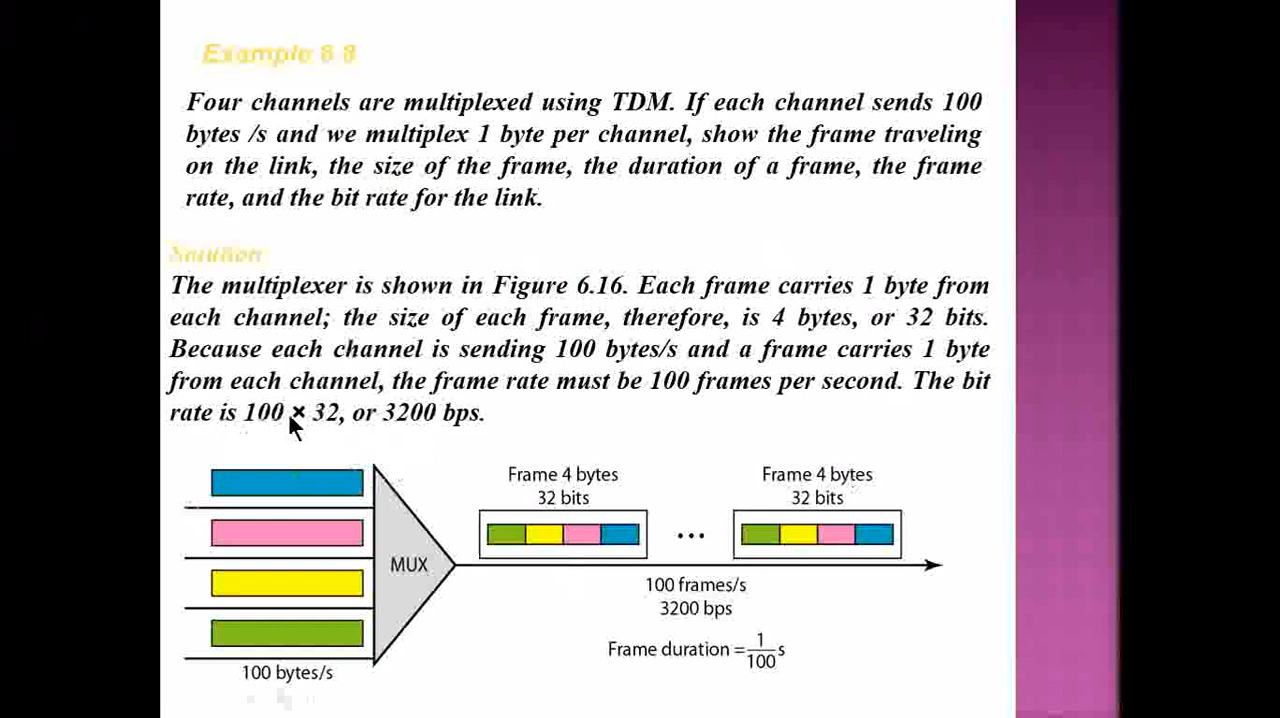 Example 6 8
Four channels are multiplexed using TDM. If each channel sends 100
bytes /s and we multiplex 1 byte per channel, show the frame traveling
on the link, the size of the frame, the duration of a frame, the frame
rate, and the bit rate for the link.
Solution
The multiplexer is shown in Figure 6.16. Each frame carries 1 byte from
each channel; the size of each frame, therefore, is 4 bytes, or 32 bits.
Because each channel is sending 100 bytes/s and a frame carries 1 byte
from each channel, the frame rate must be 100 frames per second. The bit
rate is 100 × 32, or 3200 bps.
Frame 4 bytes
32 bits
Frame 4 bytes
32 bits
...
MUX
100 frames/s
3200 bps
Frame duration = 1/100 s
100 bytes/s